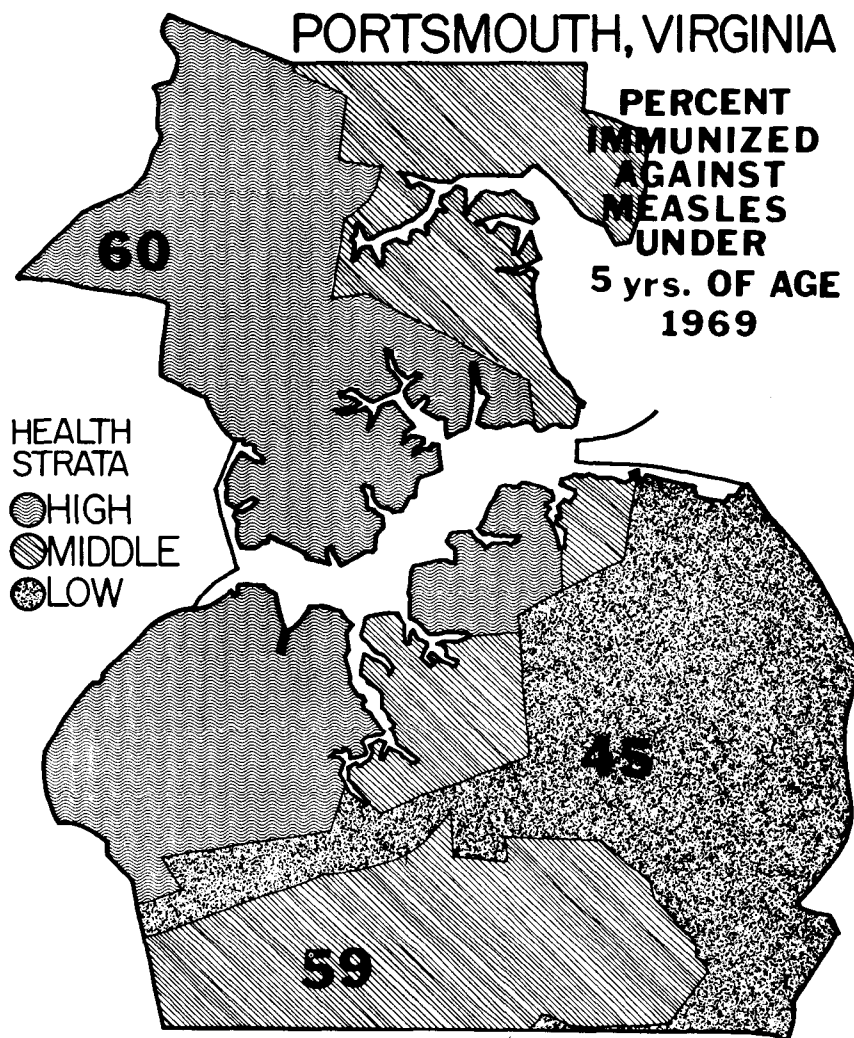 PORTSMOUTH, VIRGINIA
PERCENT
IMMUNIZED
AGAINST
MEASLES
UNDER
5 yrs. OF AGE
1969
60
HEALTH
STRATA
HIGH
MIDDLE
LOW
45
59